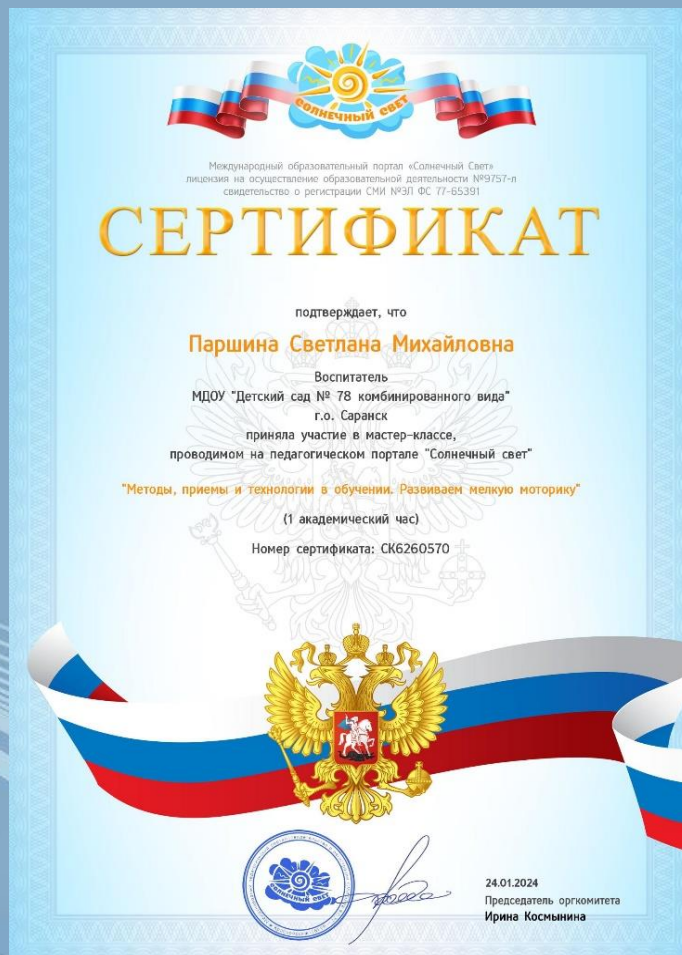 СОЛНЕЧНЫЙ СВЕТ
Международный образовательный портал «Солнечный Свет»
лицензия на осуществление образовательной деятельности №9757-л
свидетельство о регистрации СМИ №ЭЛ ФС 77-65391
СЕРТИФИКАТ
подтверждает, что
Паршина Светлана Михайловна
Воспитатель
МДОУ "Детский сад № 78 комбинированного вида"
г.о. Саранск
приняла участие в мастер-классе,
проводимом на педагогическом портале "Солнечный свет"
"Методы, приемы и технологии в обучении. Развиваем мелкую моторику"
(1 академический час)
Номер сертификата: СК6260570
СОЛНЕЧНЫЙ СВЕТ
24.01.2024
Председатель оргкомитета
Ирина Космынина